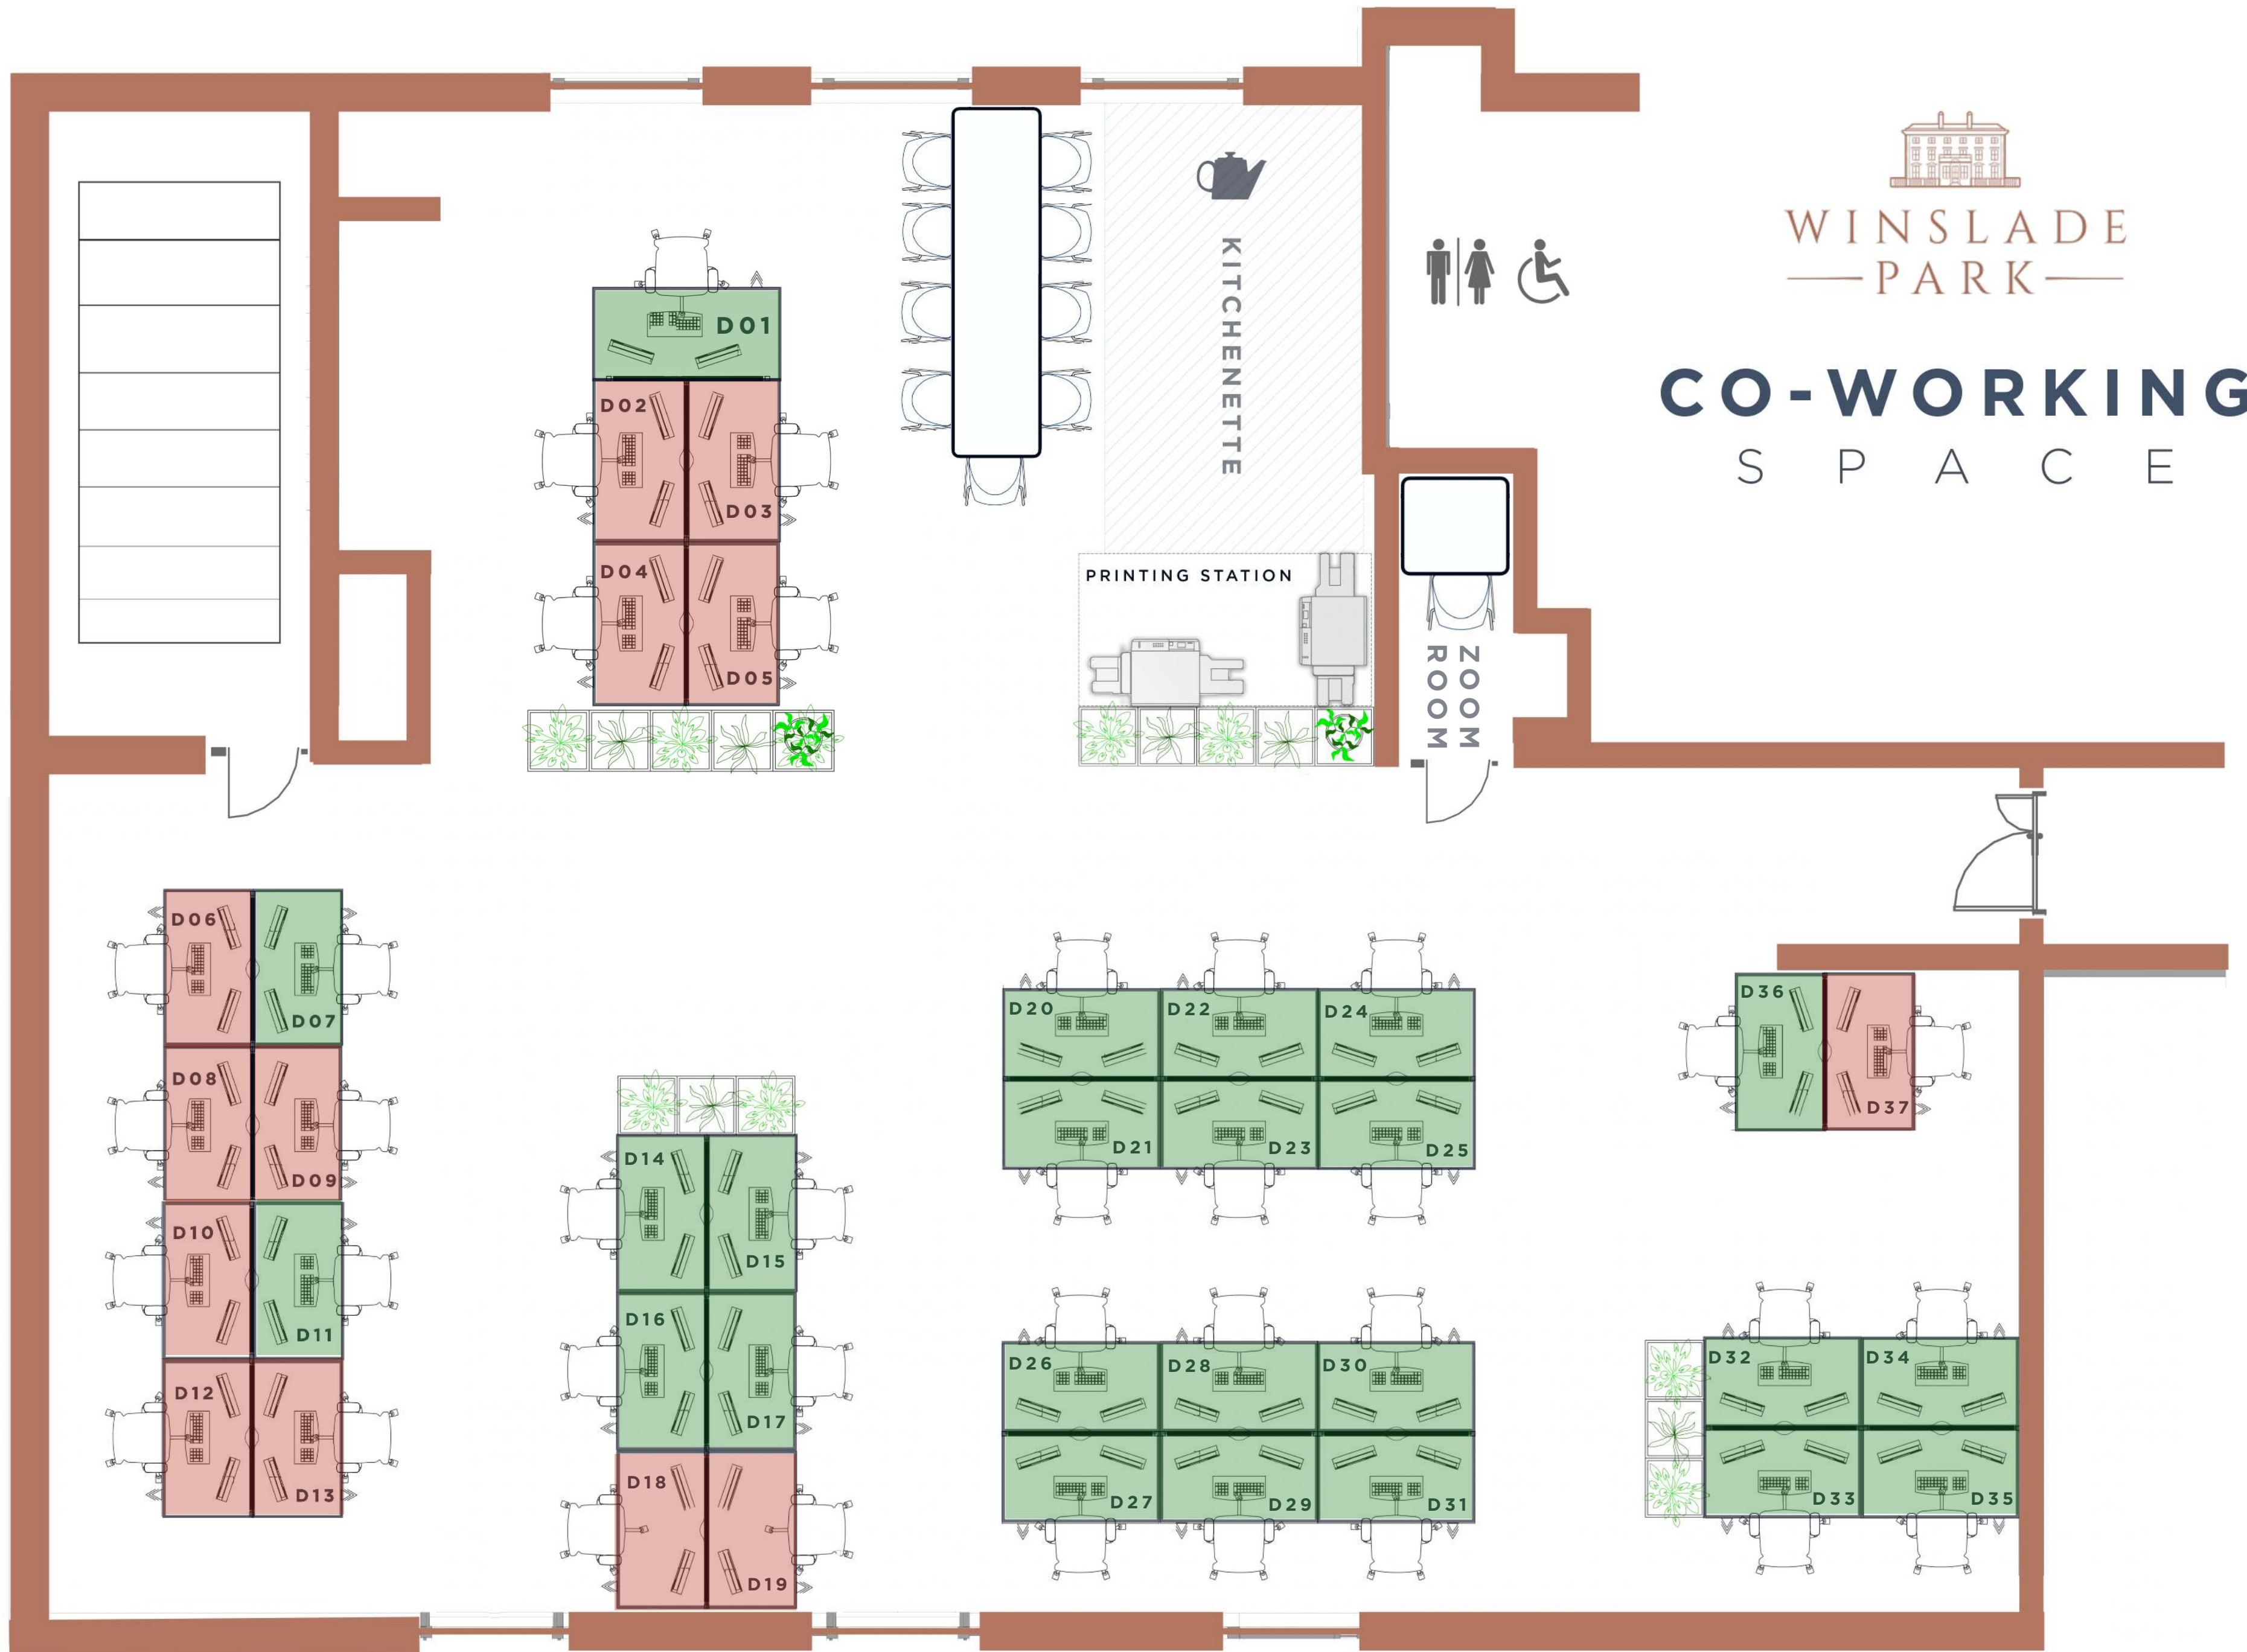 WINSLADE
PARK
CO-WORKING
SPACE
KITCHENETTE
PRINTING STATION
ZOOM
ROOM
D01
D02
D03
D04
D05
D06
D07
D08
D09
D10
D11
D12
D13
D14
D15
D16
D17
D18
D19
D20
D22
D24
D21
D23
D25
D26
D28
D30
D27
D29
D31
D36
D37
D32
D34
D33
D35